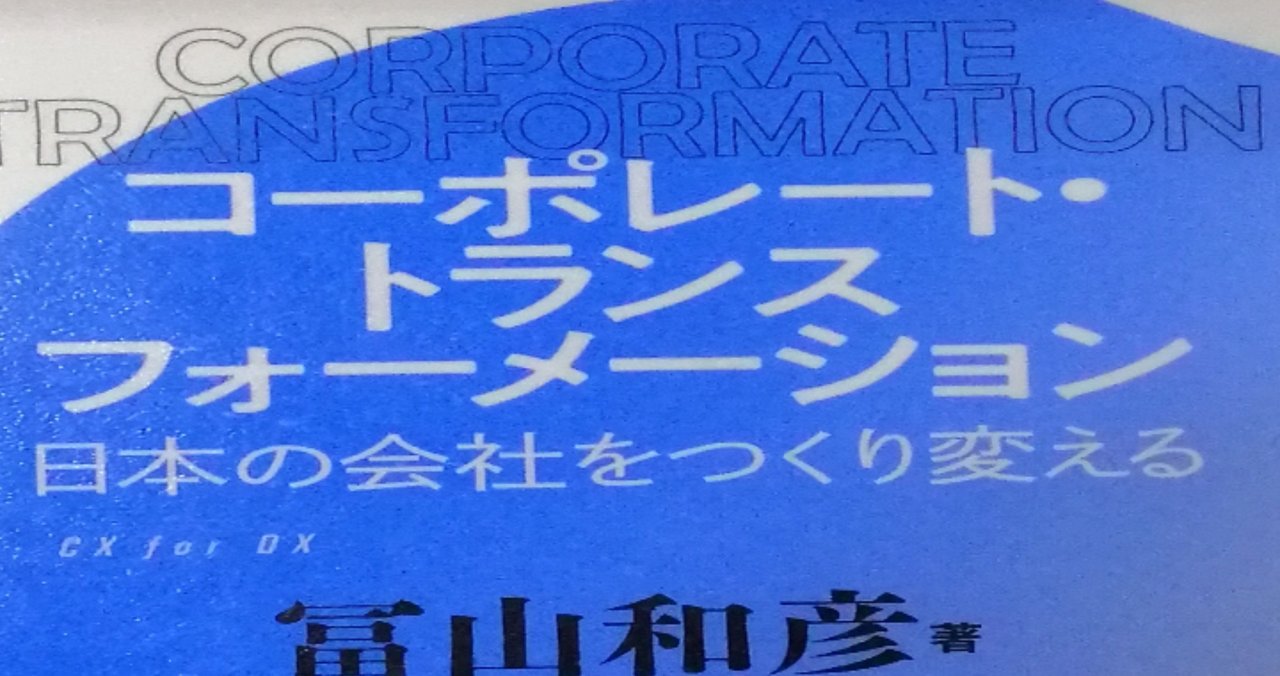 CORPORATE
TRANSFORMATION
コーポレート・
トランス
フォーメーション
日本の会社をつくり変える
CX for DX
冨山和彦 著